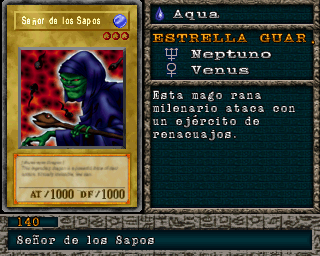 Señor de los Sapos
AT/1000 DF/1000
Aqua
ESTRELLA GUAR.
Neptuno
Venus
Esta mago rana
milenario ataca con
un ejército de
renacuajos.
140
Señor de los Sapos